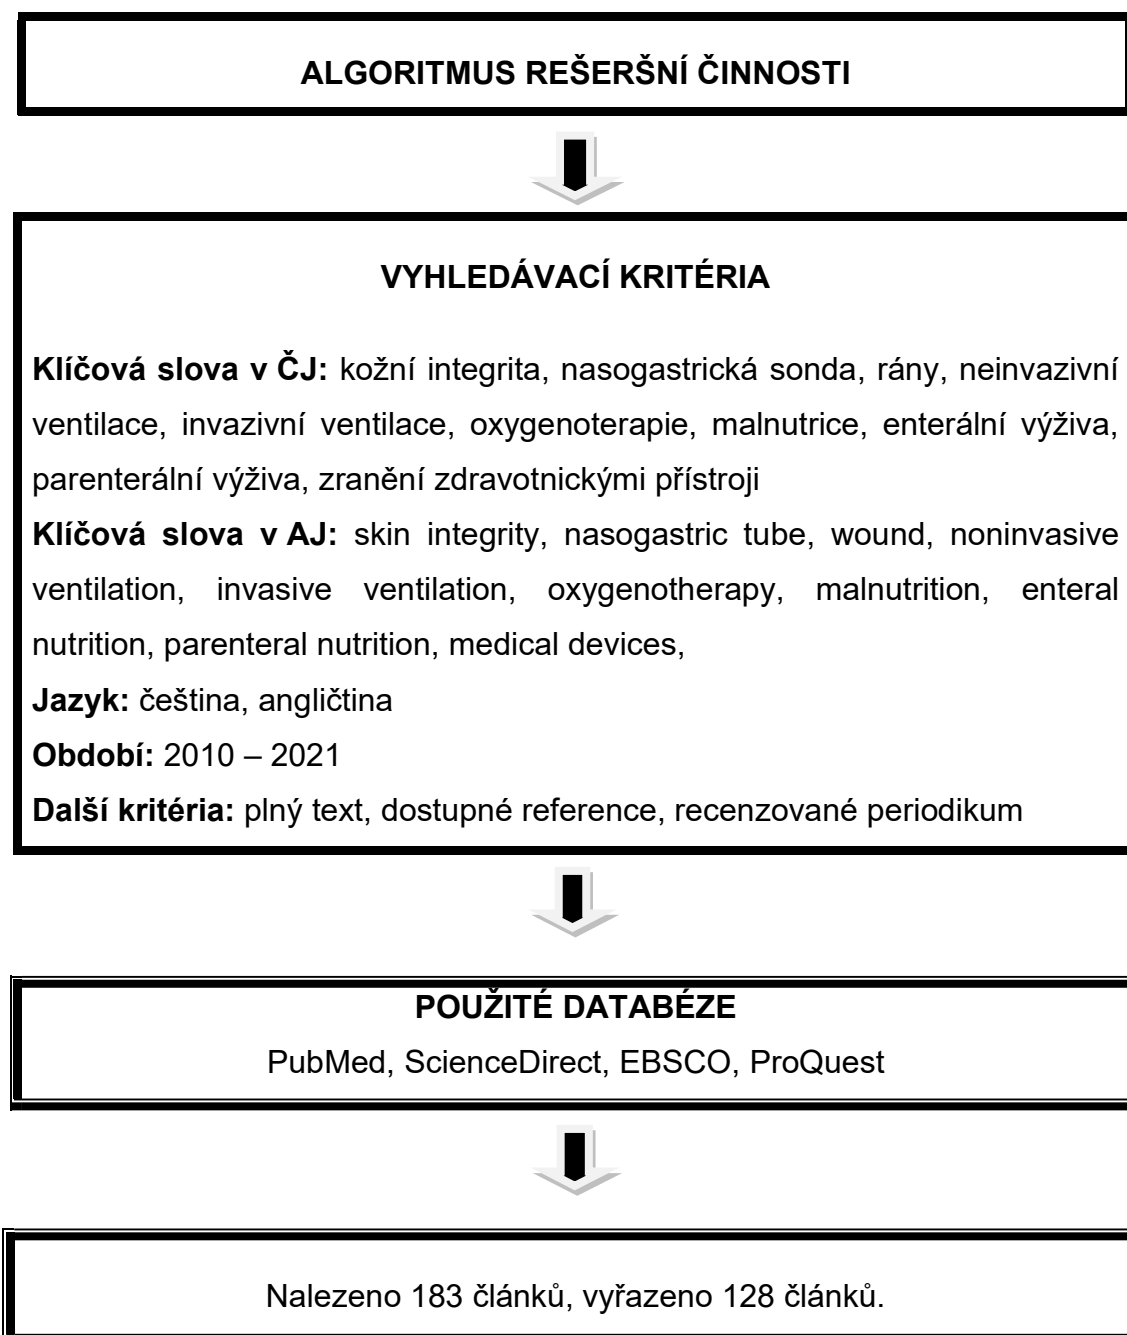 ALGORITMUS REŠERŠNÍ ČINNOSTI
VYHLEDÁVACÍ KRITÉRIA
Klíčová slova v ČJ: kožní integrita, nasogastrická sonda, rány, neinvazivní
ventilace, invazivní ventilace, oxygenoterapie, malnutrice, enterální výživa,
parenterální výživa, zranění zdravotnickými přístroji
Klíčová slova v AJ: skin integrity, nasogastric tube, wound, noninvasive
ventilation, invasive ventilation, oxygenotherapy, malnutrition, enteral
nutrition, parenteral nutrition, medical devices,
Jazyk: čeština, angličtina
Období: 2010 – 2021
Další kritéria: plný text, dostupné reference, recenzované periodikum
POUŽITÉ DATABÉZE
PubMed, ScienceDirect, EBSCO, ProQuest
Nalezeno 183 článků, vyřazeno 128 článků.